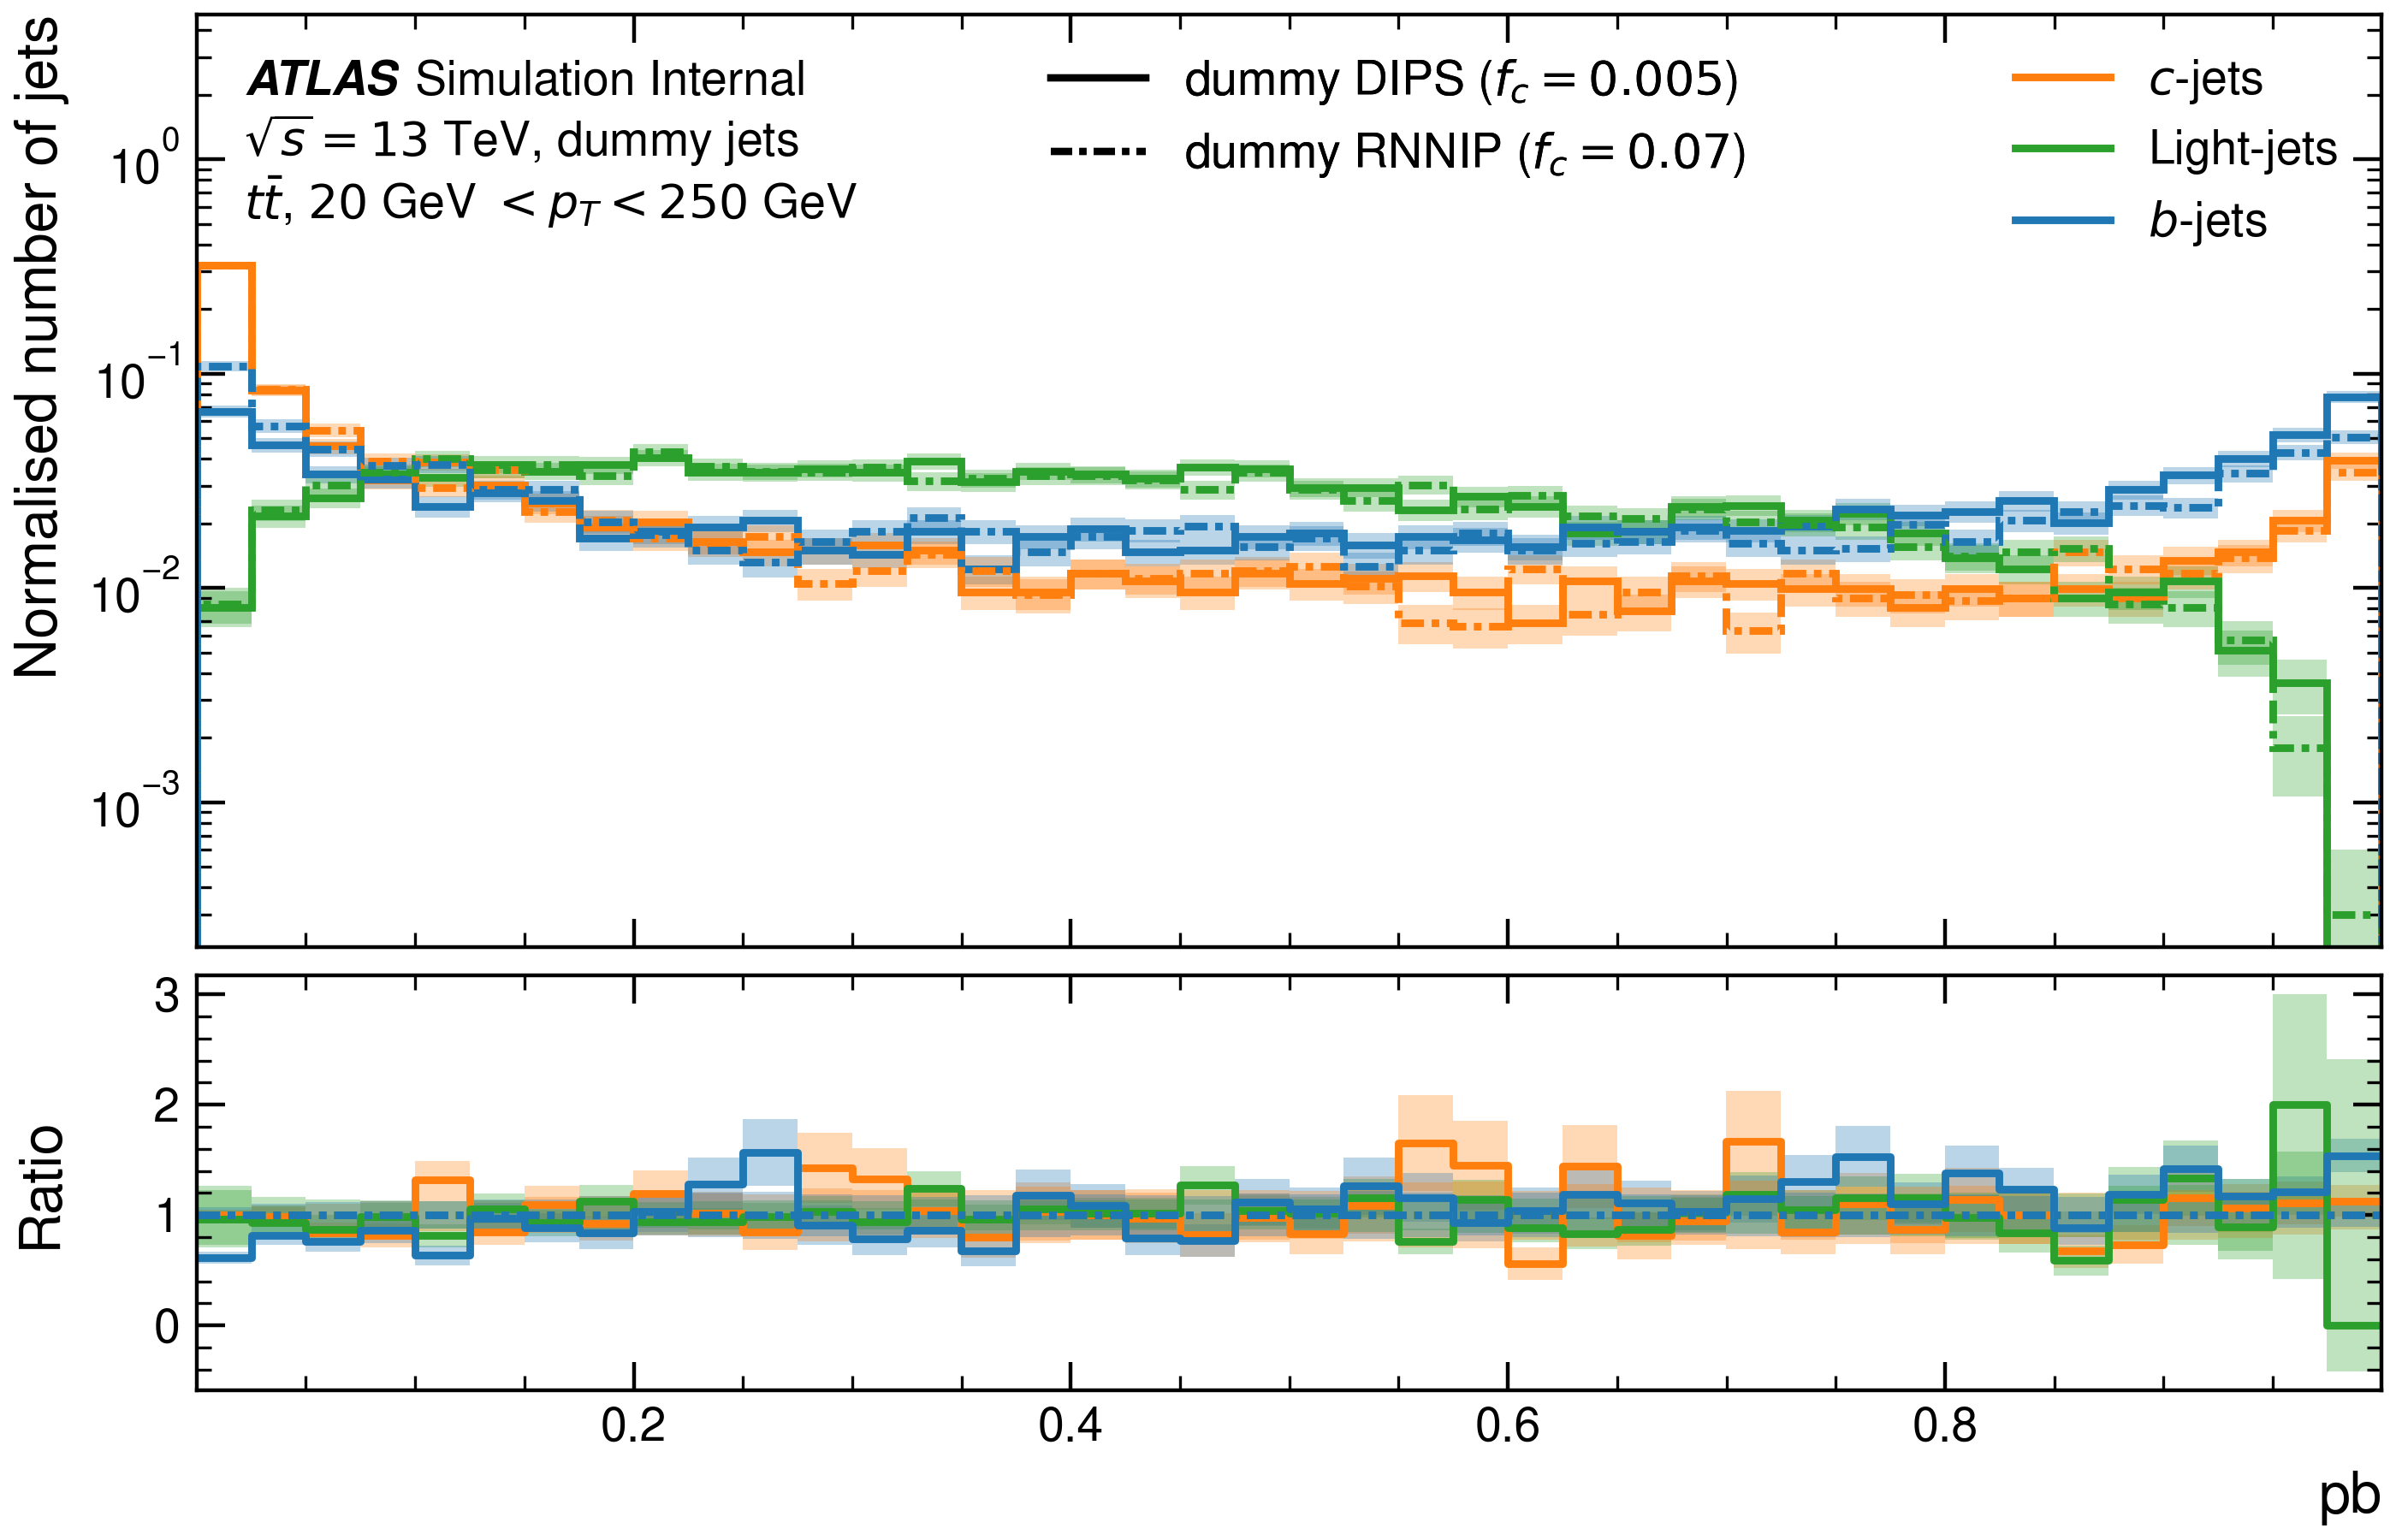 Normalised number of jets
ATLAS Simulation Internal
√s = 13 TeV, dummy jets
tt̄, 20 GeV < p_T < 250 GeV
dummy DIPS (f_c = 0.005)
dummy RNNIP (f_c = 0.07)
c-jets
Light-jets
b-jets
10⁰
10⁻¹
10⁻²
10⁻³
Ratio
3
2
1
0
0.2 0.4 0.6 0.8
pb